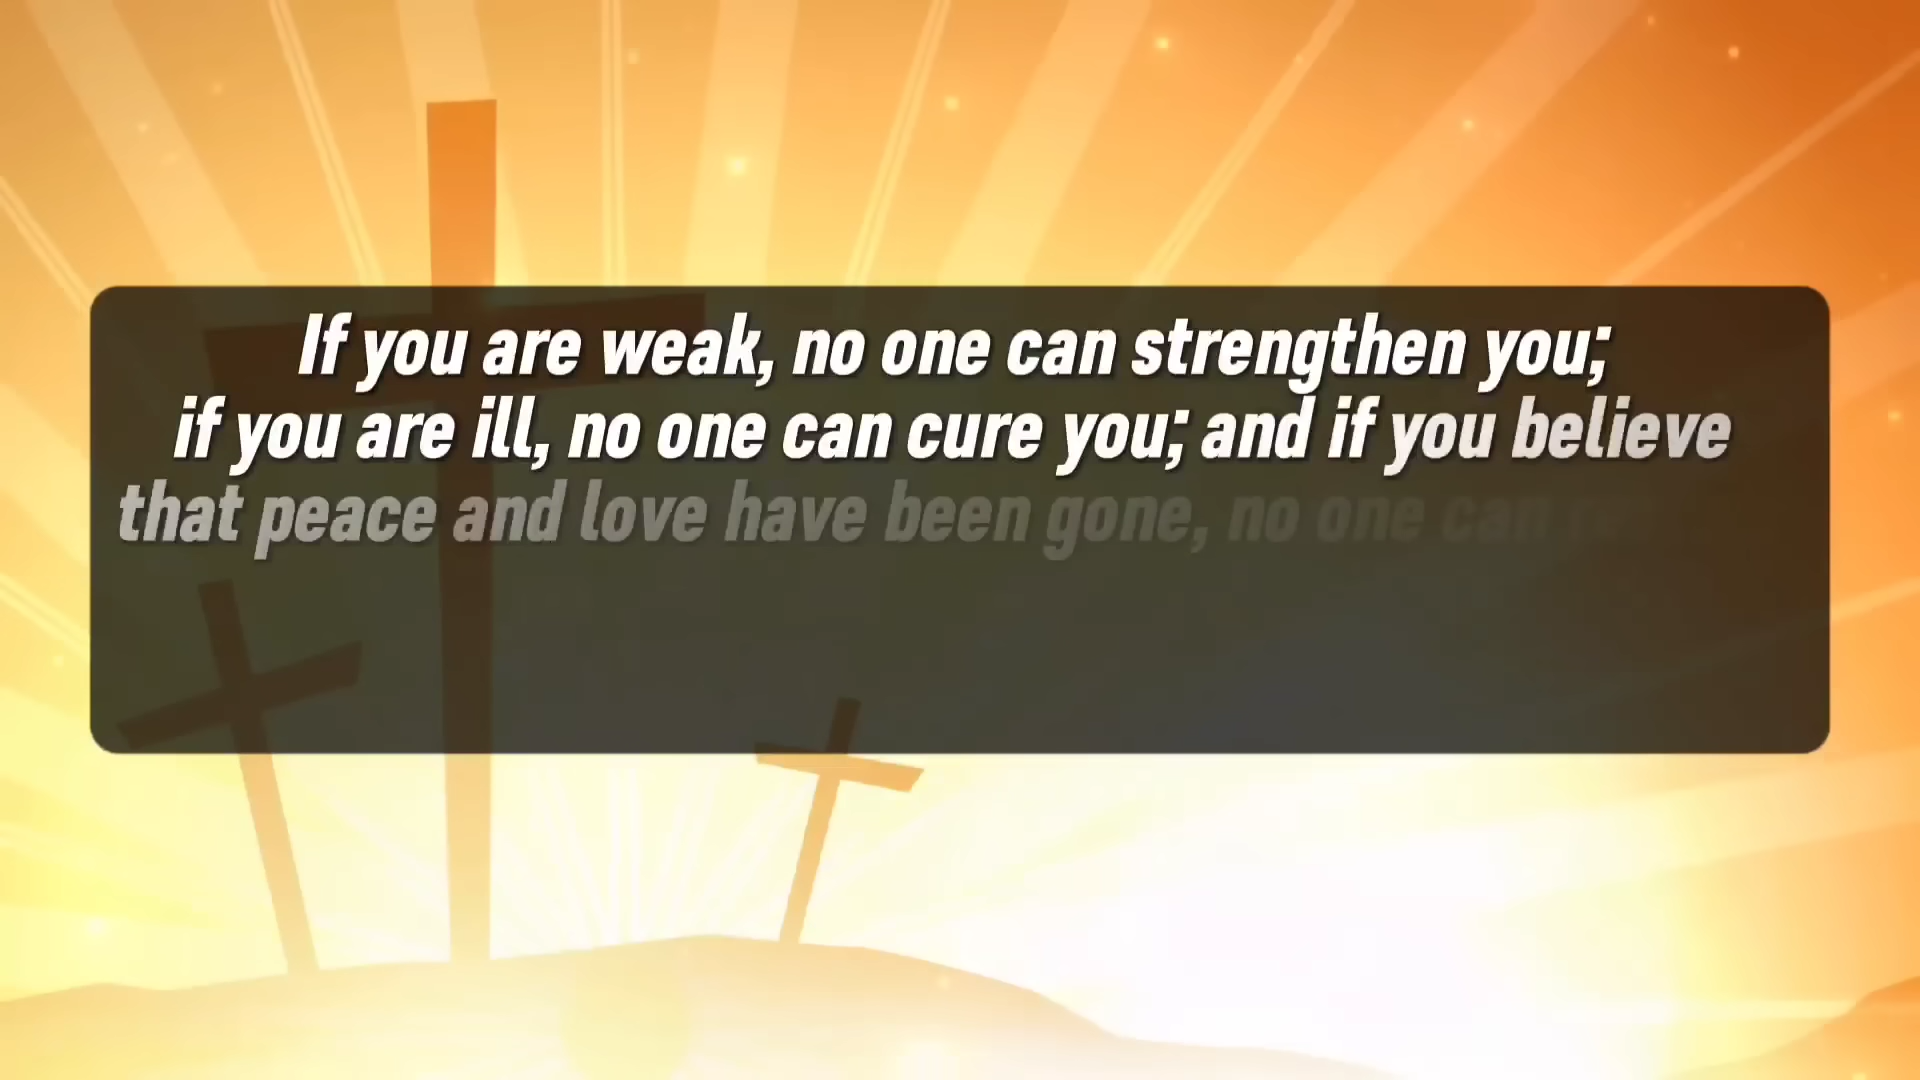 If you are weak, no one can strengthen you;
if you are ill, no one can cure you; and if you believe
that peace and love have been gone, no one can